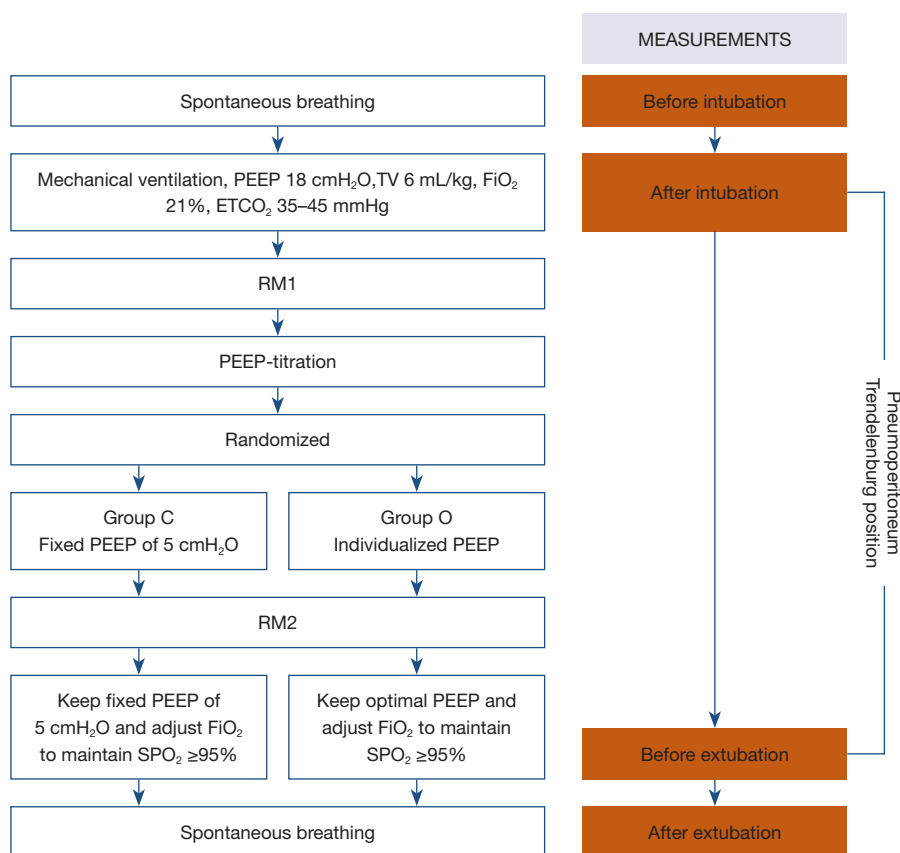 MEASUREMENTS
Spontaneous breathing
Before intubation
Mechanical ventilation, PEEP 18 cmH₂O,TV 6 mL/kg, FiO₂
21%, ETCO₂ 35–45 mmHg
After intubation
RM1
PEEP-titration
Randomized
Group C
Fixed PEEP of 5 cmH₂O
Group O
Individualized PEEP
RM2
Keep fixed PEEP of
5 cmH₂O and adjust FiO₂
to maintain SPO₂ ≥95%
Keep optimal PEEP and
adjust FiO₂ to maintain
SPO₂ ≥95%
Before extubation
Spontaneous breathing
After extubation
Pneumoperitoneum
Trendelenburg position